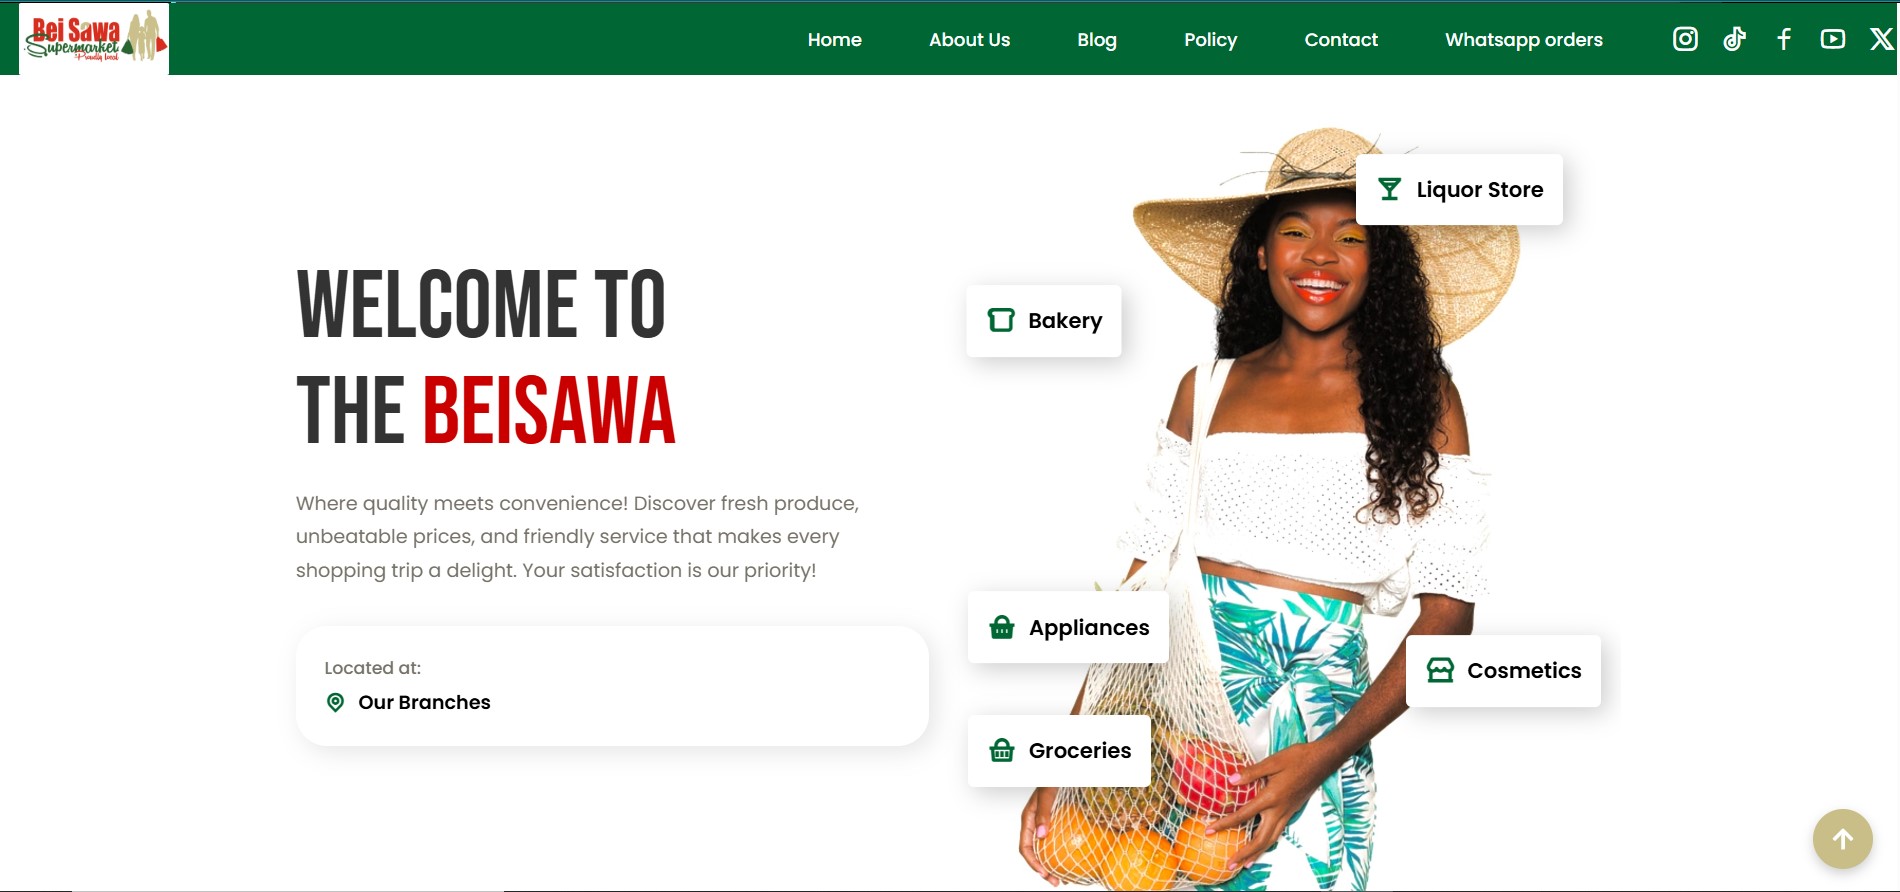 Bei Sawa
Supermarket
Proudly local
Home
About Us
Blog
Policy
Contact
Whatsapp orders
Liquor Store
Bakery
WELCOME TO
THE BEISAWA
Where quality meets convenience! Discover fresh produce,
unbeatable prices, and friendly service that makes every
shopping trip a delight. Your satisfaction is our priority!
Located at:
Our Branches
Appliances
Cosmetics
Groceries